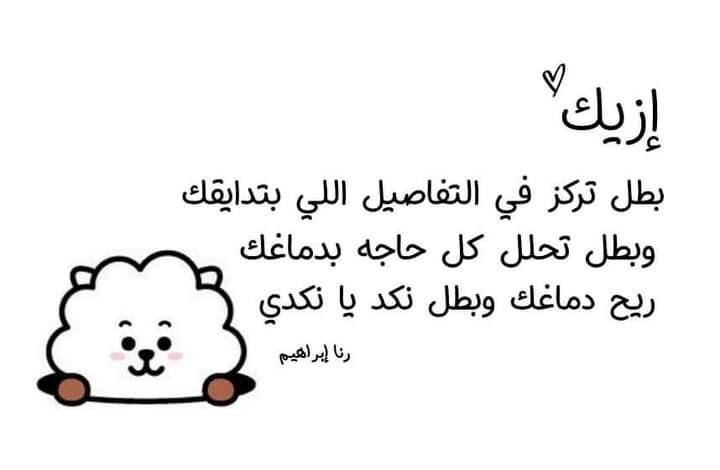 إزيك
بطل تركز في التفاصيل اللي بتدايقك
وبطل تحلل كل حاجه بدماغك
ريح دماغك وبطل نكد يا نكدي
رنا إبراهيم